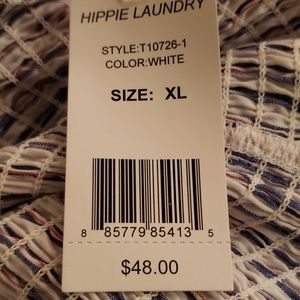 HIPPIE LAUNDRY
STYLE:T10726-1
COLOR:WHITE
SIZE: XL
8 85779 85413 5
$48.00